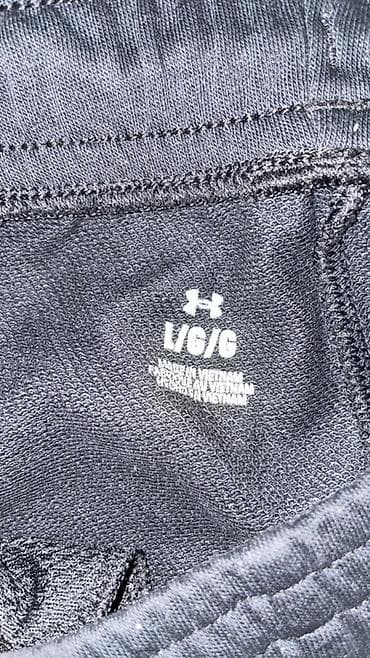 L/G/G
MADE IN VIETNAM
FABRIQUÉ AU VIETNAM
HECHO EN VIETNAM